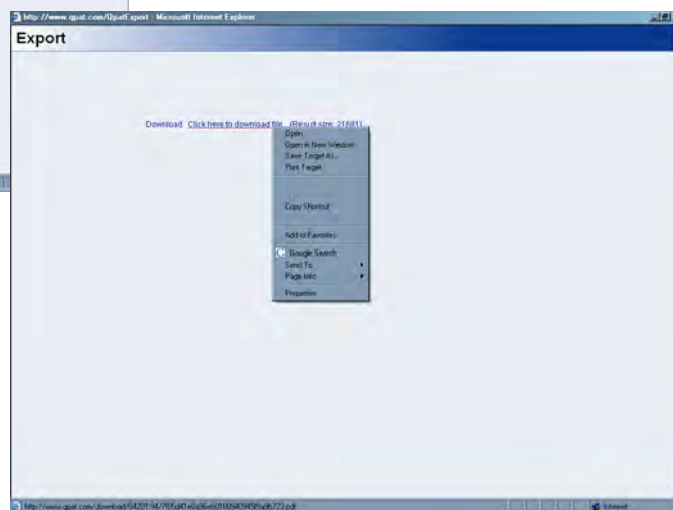 http://www.qpat.com/QpatExport - Microsoft Internet Explorer
Export
Download Click here to download file (Result size: 21681)
Open
Open in New Window
Save Target As...
Print Target
Copy Shortcut
Add to Favorites...
Google Search
Send To
Page Info
Properties
Internet